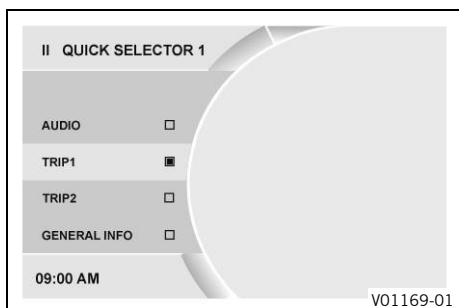 II QUICK SELECTOR 1
AUDIO
TRIP1
TRIP2
GENERAL INFO
09:00 AM
V01169-01